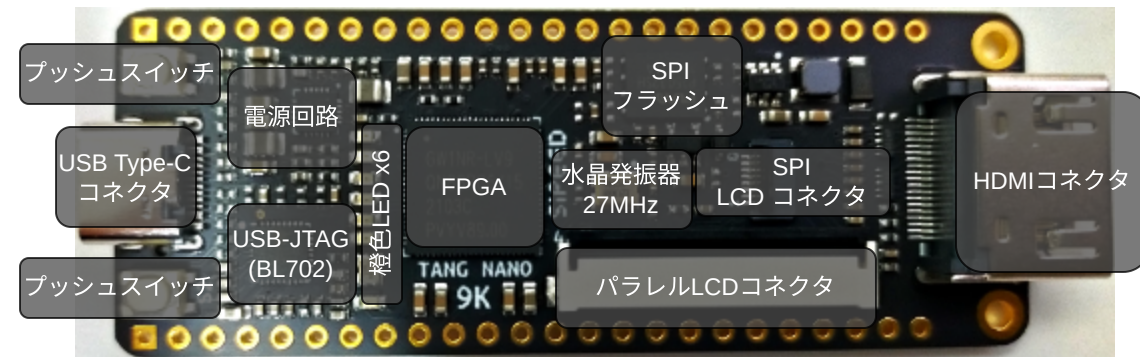 プッシュスイッチ
電源回路
SPI
フラッシュ
USB Type-C
コネクタ
橙色LED x6
FPGA
水晶発振器
27MHz
SPI
LCD コネクタ
HDMIコネクタ
USB-JTAG
(BL702)
プッシュスイッチ
TANG NANO
9K
パラレルLCDコネクタ